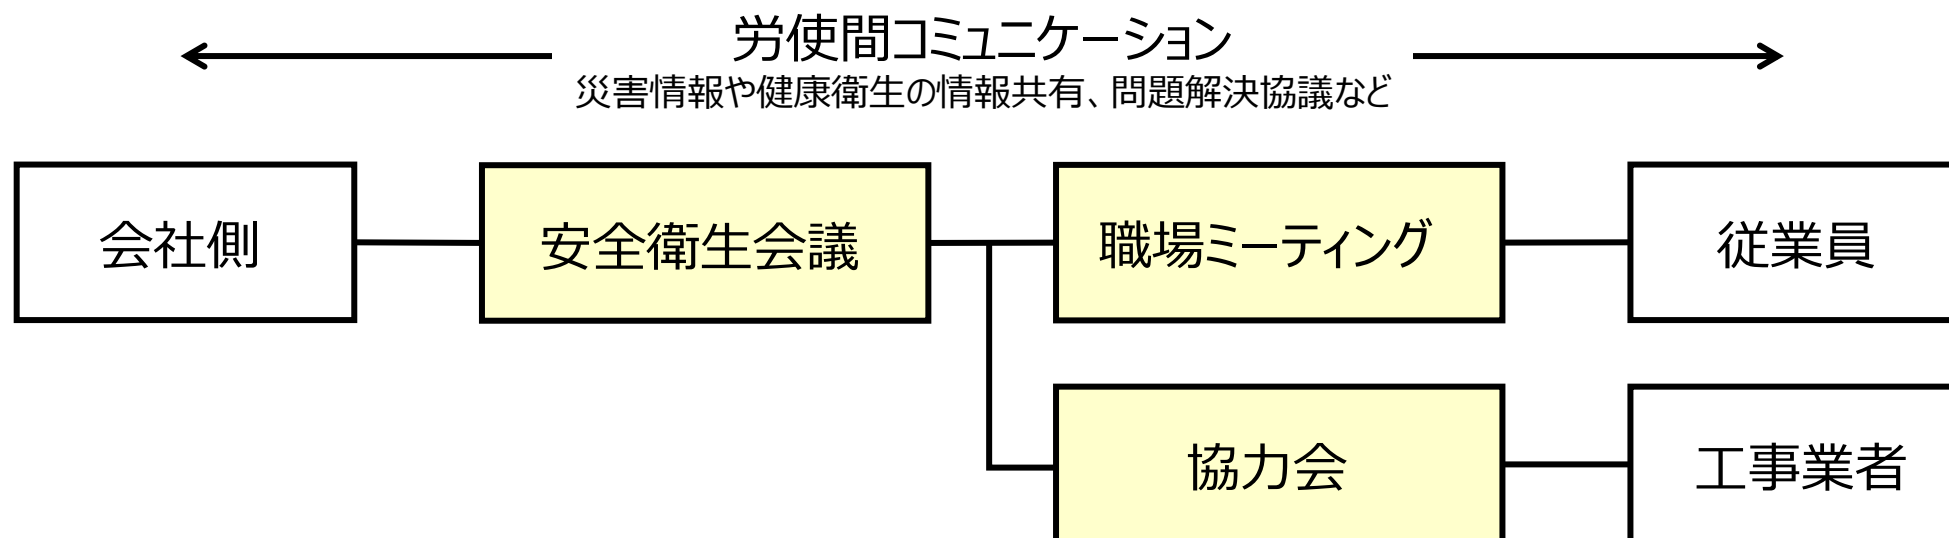 労使間コミュニケーション
災害情報や健康衛生の情報共有、問題解決協議など
会社側
安全衛生会議
職場ミーティング
従業員
協力会
工事業者